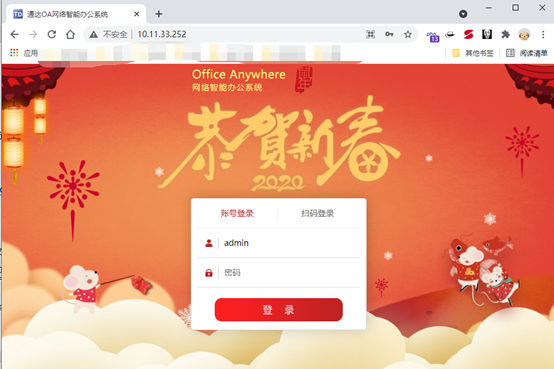 通达OA网络智能办公系统
不安全 10.11.33.252
应用
其他书签
阅读清单
13
Office Anywhere
网络智能办公系统
恭贺新春
2020
账号登录
扫码登录
admin
密码
登 录